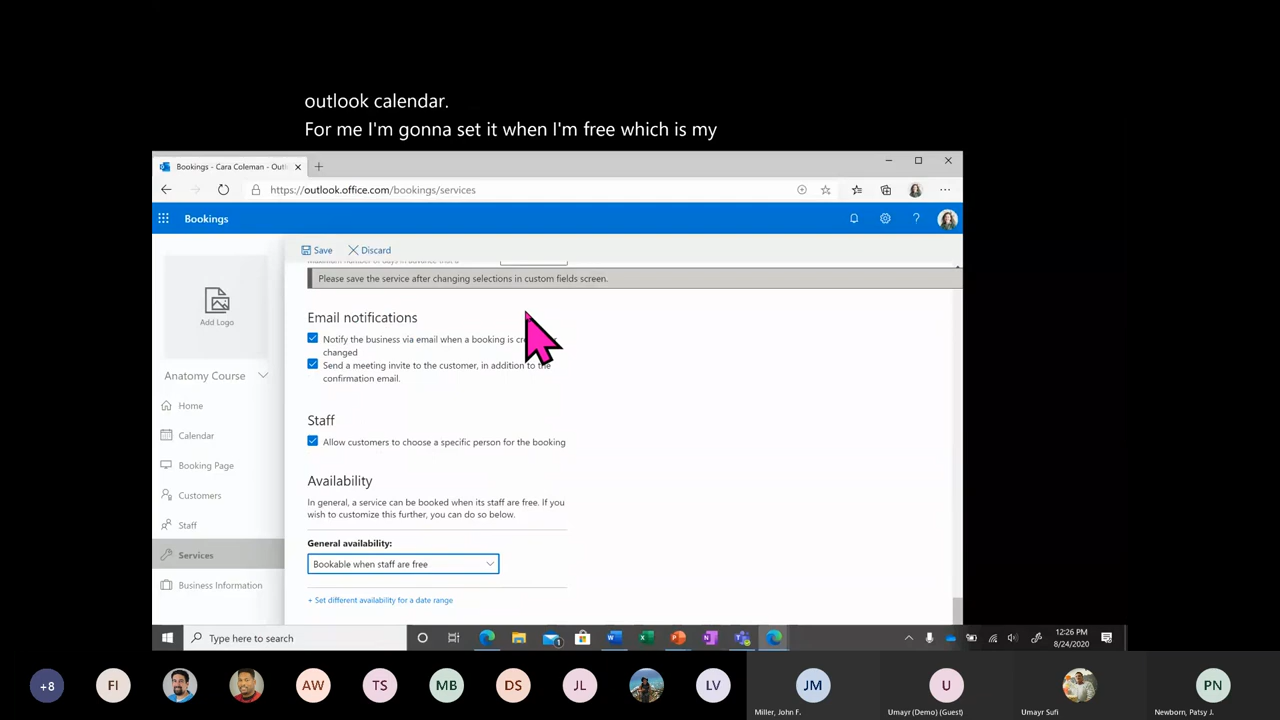 outlook calendar.
For me I'm gonna set it when I'm free which is my
Bookings - Cara Coleman - Outl
https://outlook.office.com/bookings/services
Bookings
Save Discard
Maximum number of days in advance that a
Please save the service after changing selections in custom fields screen.
Add Logo
Email notifications
Notify the business via email when a booking is
changed
Send a meeting invite to the customer, in addition to the
confirmation email.
Anatomy Course
Home
Calendar
Booking Page
Customers
Staff
Services
Business Information
Staff
Allow customers to choose a specific person for the booking
Availability
In general, a service can be booked when its staff are free. If you
wish to customize this further, you can do so below.
General availability:
Bookable when staff are free
+ Set different availability for a date range
Type here to search
12:26 PM
8/24/2020
+8 FI AW TS MB DS JL LV JM U PN
Miller, John F. Umayr (Demo) (Guest) Umayr Sufi Newborn, Patsy J.